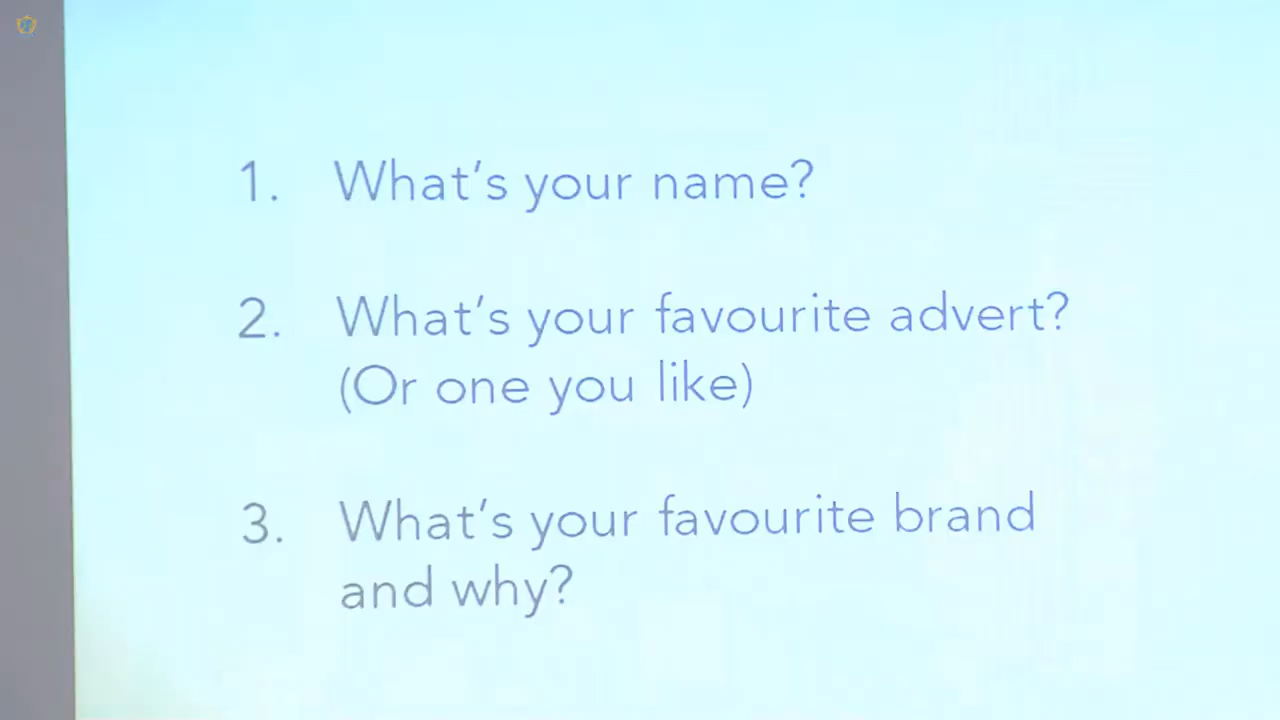 1. What's your name?
2. What's your favourite advert?
(Or one you like)
3. What's your favourite brand
and why?